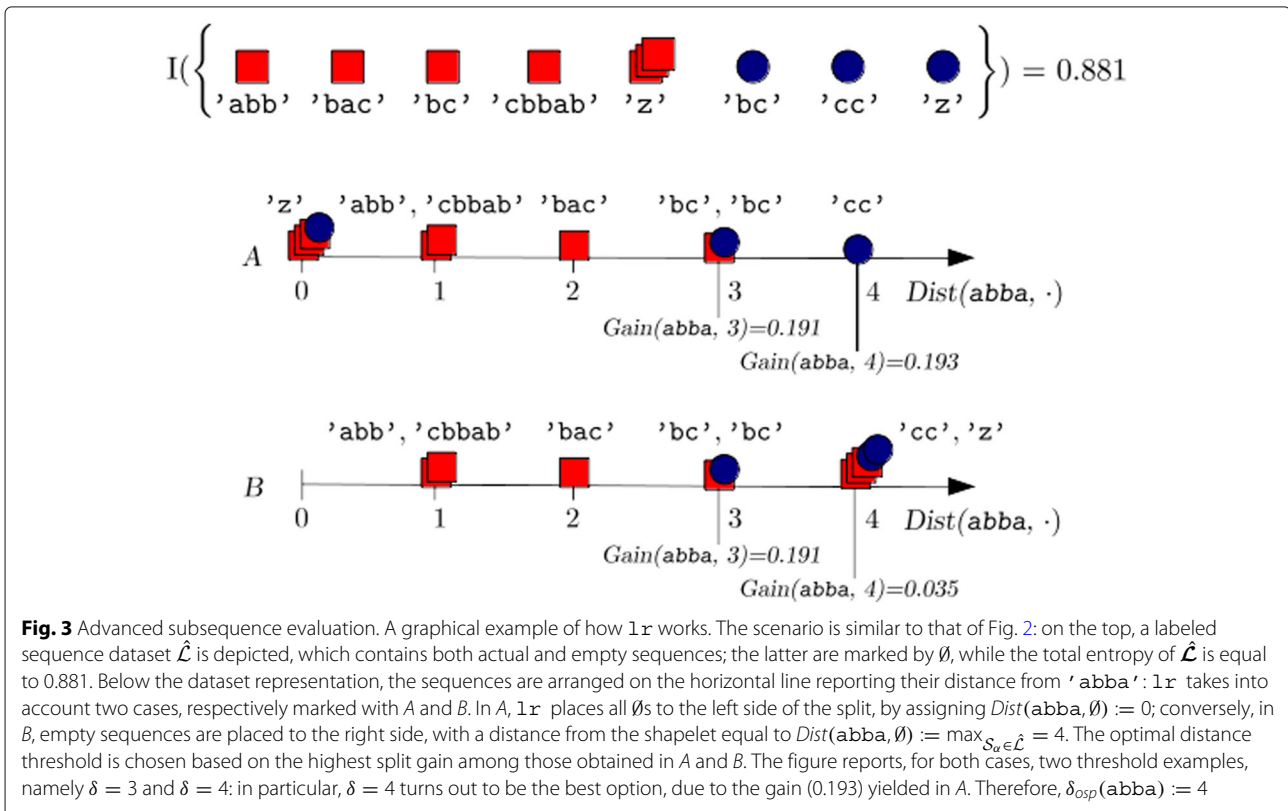 I({ }) = 0.881
'abb' 'bac' 'bc' 'cbbab' 'z' 'bc' 'cc' 'z'
'z' 'abb', 'cbbab' 'bac' 'bc', 'bc' 'cc'
A
0 1 2 3 4 Dist(abba, ·)
Gain(abba, 3)=0.191
Gain(abba, 4)=0.193
'abb', 'cbbab' 'bac' 'bc', 'bc' 'cc', 'z'
B
0 1 2 3 4 Dist(abba, ·)
Gain(abba, 3)=0.191
Gain(abba, 4)=0.035
Fig. 3 Advanced subsequence evaluation. A graphical example of how lr works. The scenario is similar to that of Fig. 2: on the top, a labeled
sequence dataset L̂ is depicted, which contains both actual and empty sequences; the latter are marked by Ø, while the total entropy of L̂ is equal
to 0.881. Below the dataset representation, the sequences are arranged on the horizontal line reporting their distance from 'abba': lr takes into
account two cases, respectively marked with A and B. In A, lr places all Øs to the left side of the split, by assigning Dist(abba, Ø) := 0; conversely, in
B, empty sequences are placed to the right side, with a distance from the shapelet equal to Dist(abba, Ø) := max_{Sα∈L̂} = 4. The optimal distance
threshold is chosen based on the highest split gain among those obtained in A and B. The figure reports, for both cases, two threshold examples,
namely δ = 3 and δ = 4: in particular, δ = 4 turns out to be the best option, due to the gain (0.193) yielded in A. Therefore, δosp(abba) := 4